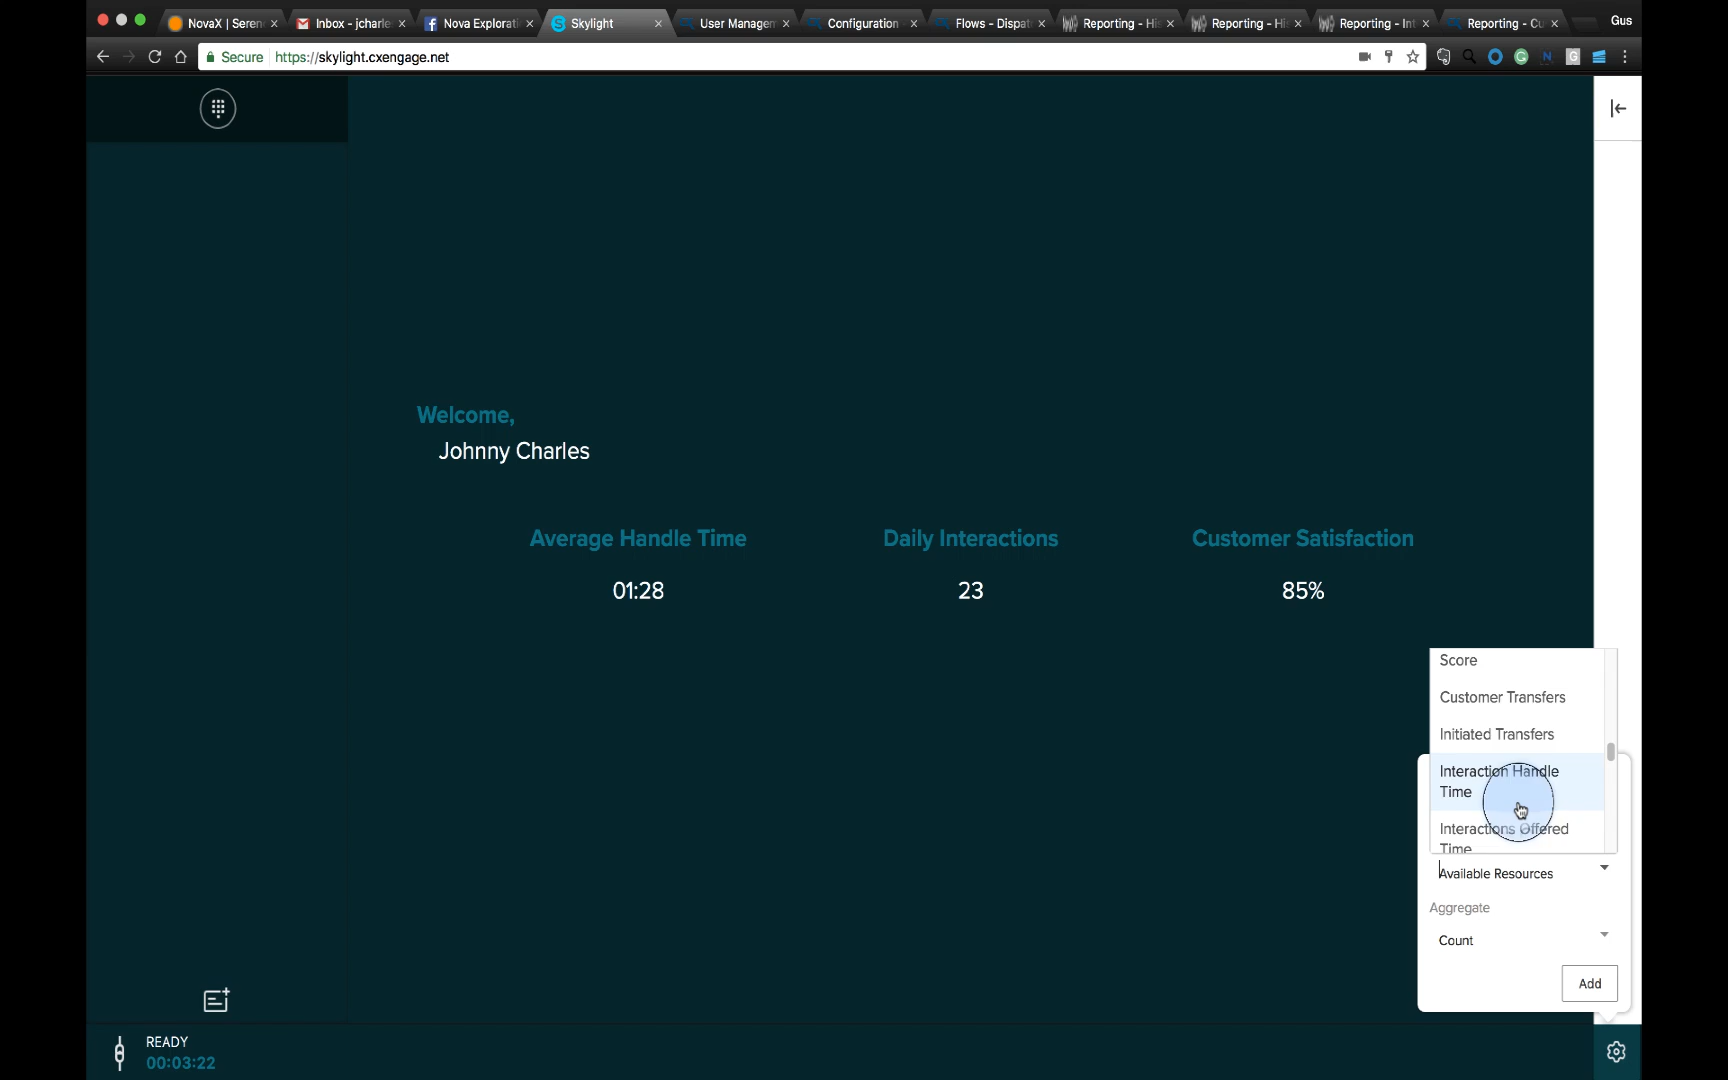 NovaX | Seren
Inbox - jcharle
Nova Explorati
Skylight
User Managem
Configuration
Flows - Dispat
Reporting - His
Reporting - His
Reporting - Int
Reporting - Cu
Gus
Secure
https://skylight.cxengage.net
Welcome,
Johnny Charles
Average Handle Time
Daily Interactions
Customer Satisfaction
01:28
23
85%
Score
Customer Transfers
Initiated Transfers
Interaction Handle
Time
Interactions Offered
Time
Available Resources
Aggregate
Count
Add
READY
00:03:22